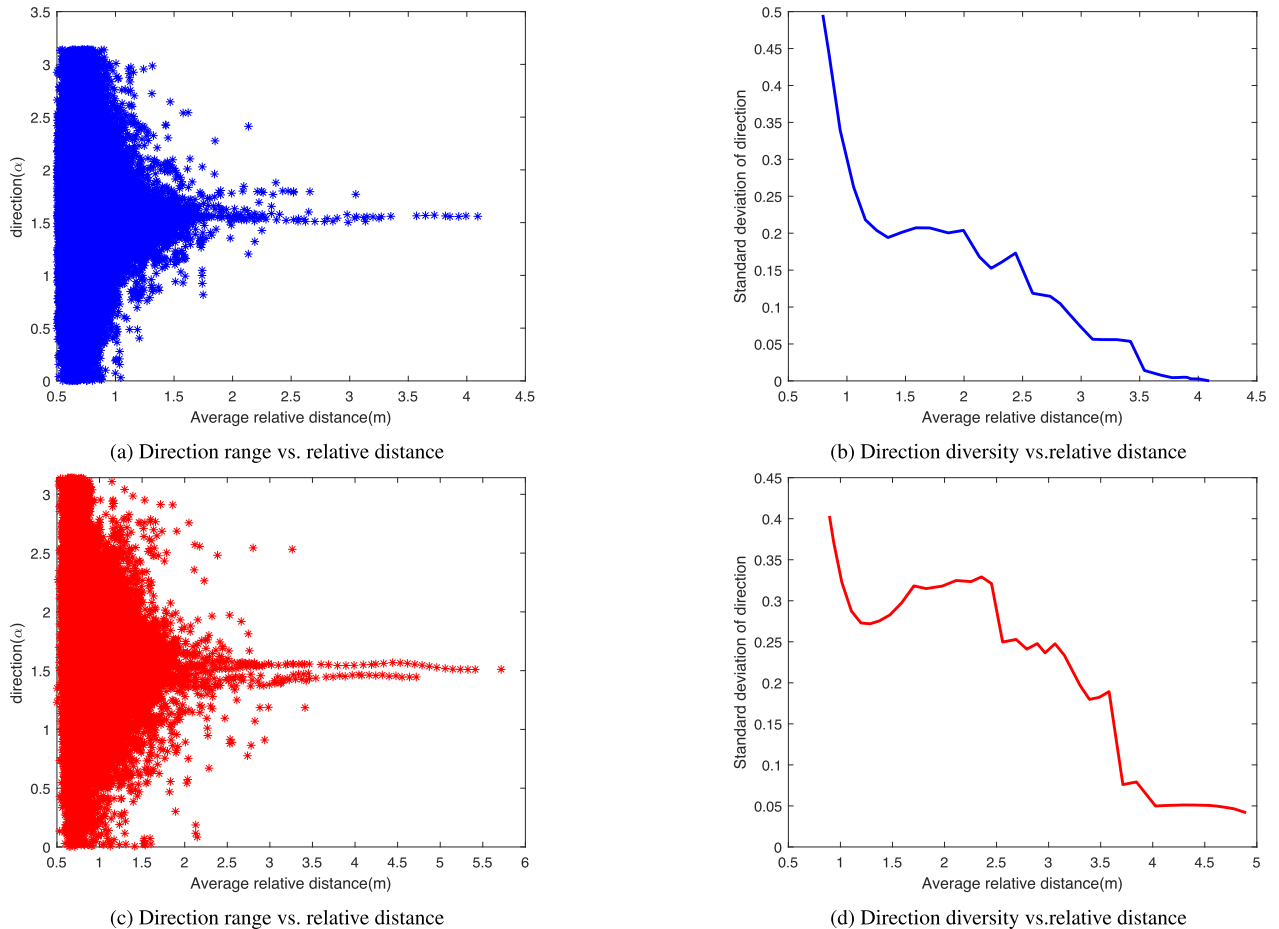 3.5
3
2.5
2
1.5
1
0.5
0
direction(α)
0.5 1 1.5 2 2.5 3 3.5 4 4.5
Average relative distance(m)
(a) Direction range vs. relative distance
0.5
0.45
0.4
0.35
0.3
0.25
0.2
0.15
0.1
0.05
0
Standard deviation of direction
0.5 1 1.5 2 2.5 3 3.5 4 4.5
Average relative distance(m)
(b) Direction diversity vs.relative distance
3
2.5
2
1.5
1
0.5
0
direction(α)
0.5 1 1.5 2 2.5 3 3.5 4 4.5 5 5.5 6
Average relative distance(m)
(c) Direction range vs. relative distance
0.45
0.4
0.35
0.3
0.25
0.2
0.15
0.1
0.05
0
Standard deviation of direction
0.5 1 1.5 2 2.5 3 3.5 4 4.5 5
Average relative distance(m)
(d) Direction diversity vs.relative distance